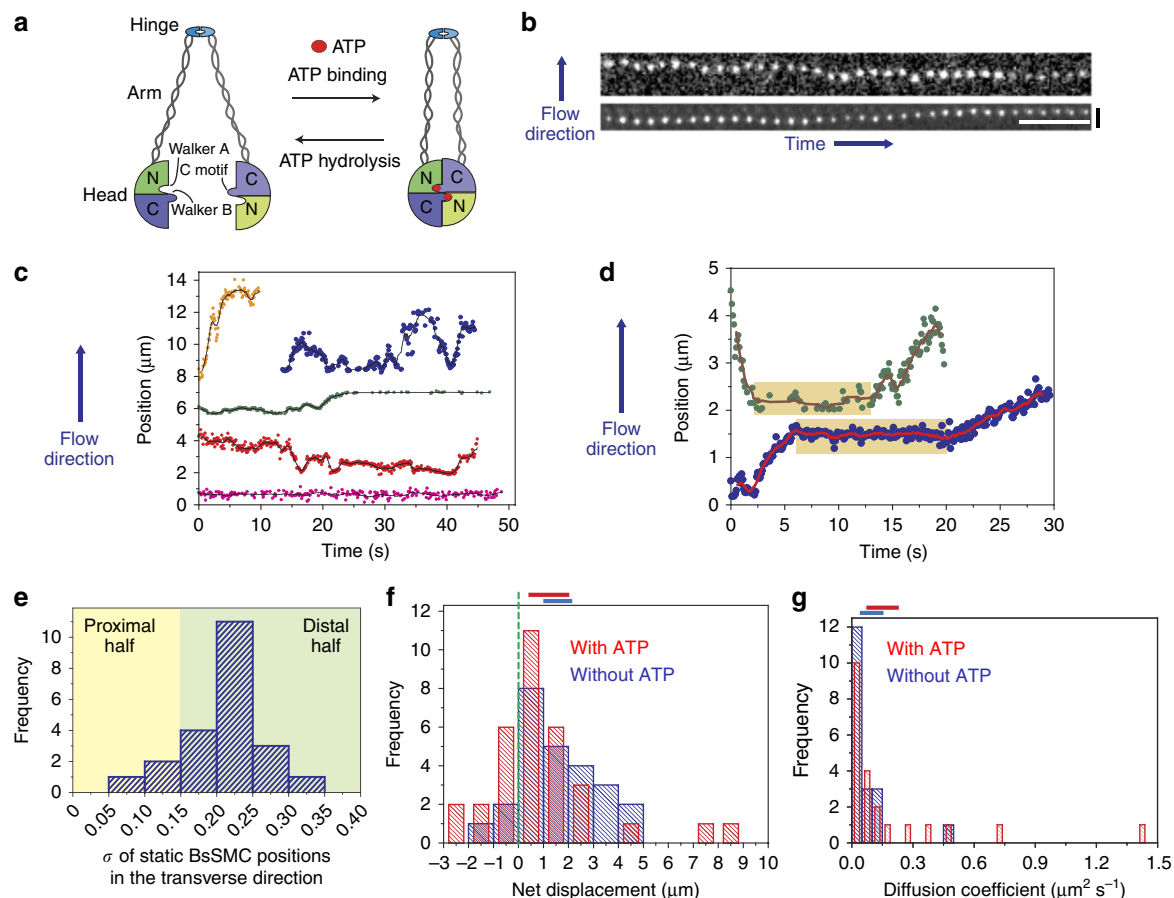 a
Hinge
ATP
ATP binding
Arm
ATP hydrolysis
Walker A
C motif
Head
Walker B
N
C
C
N
N
C
C
N
b
Flow
direction
Time
c
Flow
direction
Position (μm)
14
12
10
8
6
4
2
0
0 10 20 30 40 50
Time (s)
d
Flow
direction
Position (μm)
5
4
3
2
1
0
0 5 10 15 20 25 30
Time (s)
e
Proximal
half
Distal
half
Frequency
10
8
6
4
2
0
0 0.05 0.10 0.15 0.20 0.25 0.30 0.35 0.40
σ of static BsSMC positions
in the transverse direction
f
With ATP
Without ATP
Frequency
12
10
8
6
4
2
0
−3 −2 −1 0 1 2 3 4 5 6 7 8 9 10
Net displacement (μm)
g
With ATP
Without ATP
Frequency
12
10
8
6
4
2
0
0.0 0.3 0.6 0.9 1.2 1.5
Diffusion coefficient (μm² s⁻¹)